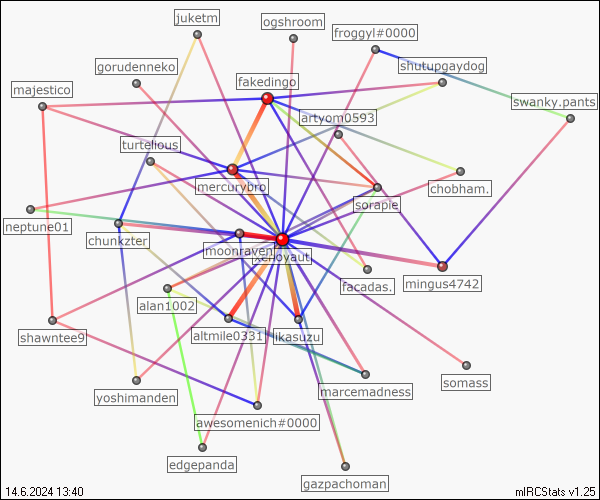 juketm
ogshroom
froggyl#0000
gorudenneko
shutupgaydog
fakedingo
majestico
swanky.pants
artyom0593
turtelious
mercurybro
chobham.
sorapie
neptune01
chunkzter
moonraven
xenoyaut
facadas.
mingus4742
alan1002
shawntee9
altmile0331
likasuzu
somass
marcemadness
yoshimanden
awesomenich#0000
edgepanda
gazpachoman
14.6.2024 13:40
mIRCStats v1.25